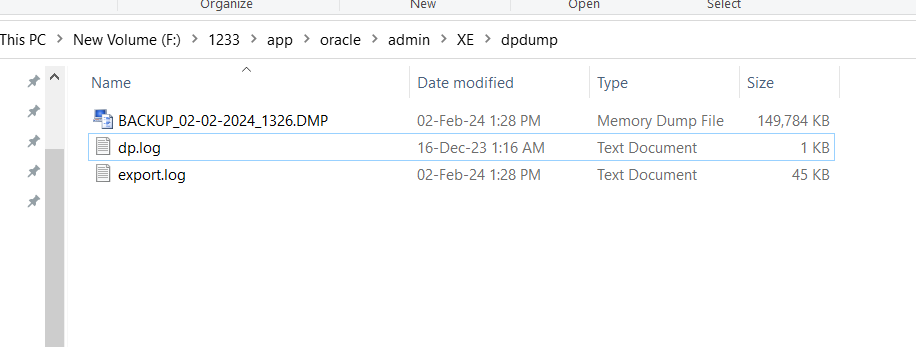 Organize New Open Select
This PC > New Volume (F:) > 1233 > app > oracle > admin > XE > dpdump
Name Date modified Type Size
BACKUP_02-02-2024_1326.DMP 02-Feb-24 1:28 PM Memory Dump File 149,784 KB
dp.log 16-Dec-23 1:16 AM Text Document 1 KB
export.log 02-Feb-24 1:28 PM Text Document 45 KB